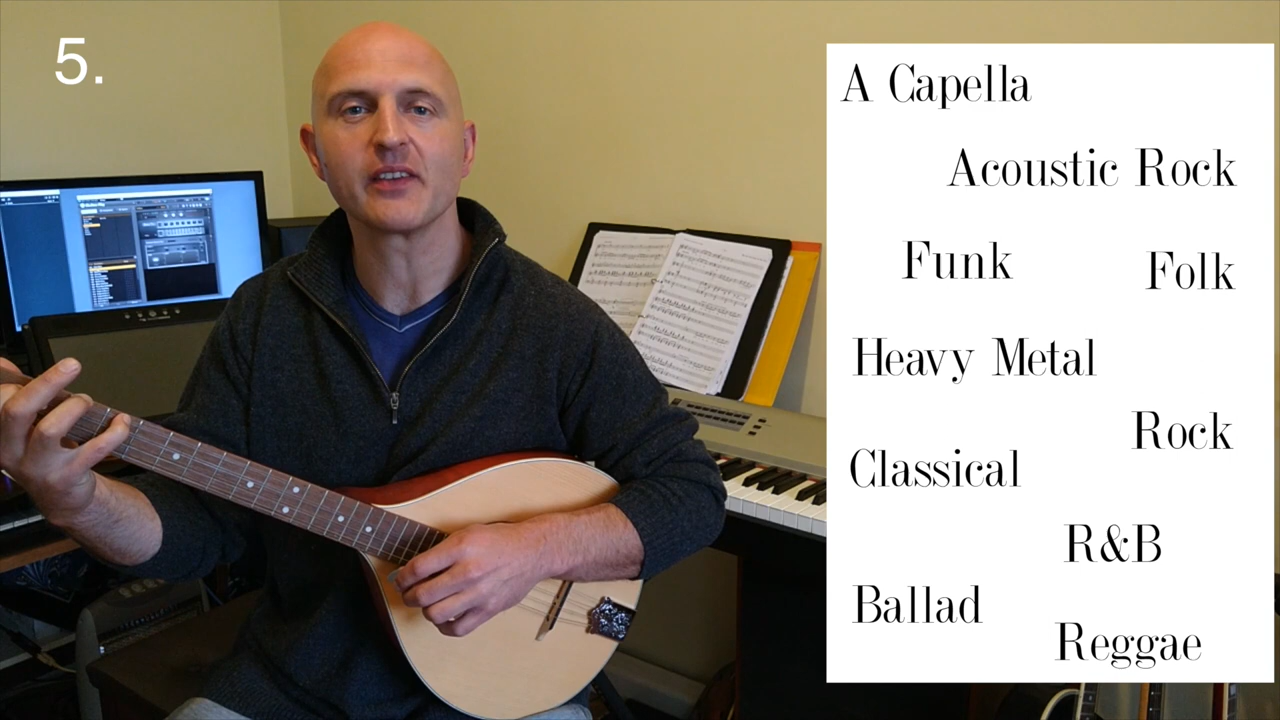 5.
A Capella
Acoustic Rock
Funk
Folk
Heavy Metal
Rock
Classical
R&B
Ballad
Reggae